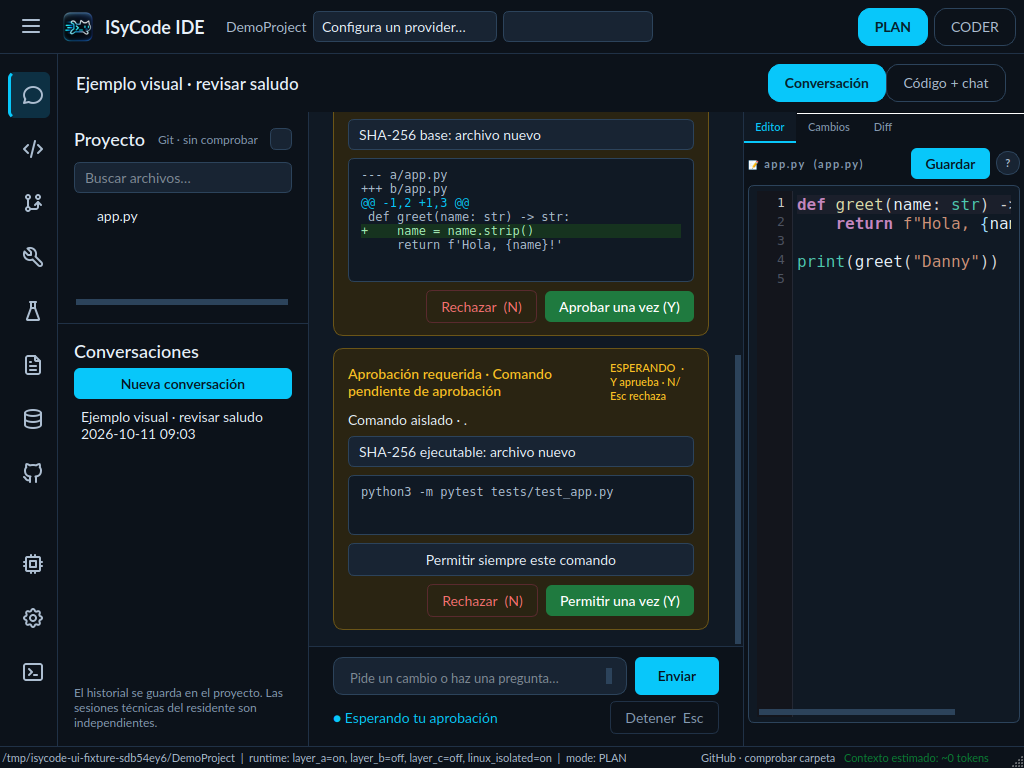 ISyCode IDE
DemoProject
Configura un provider...
PLAN
CODER
Ejemplo visual · revisar saludo
Conversación
Código + chat
Proyecto
Git · sin comprobar
Buscar archivos...
app.py
Conversaciones
Nueva conversación
Ejemplo visual · revisar saludo
2026-10-11 09:03
El historial se guarda en el proyecto. Las
sesiones técnicas del residente son
independientes.
SHA-256 base: archivo nuevo
--- a/app.py
+++ b/app.py
@@ -1,2 +1,3 @@
def greet(name: str) -> str:
+    name = name.strip()
return f'Hola, {name}!'
Rechazar (N)
Aprobar una vez (Y)
Aprobación requerida · Comando
pendiente de aprobación
ESPERANDO ·
Y aprueba · N/
Esc rechaza
Comando aislado · .
SHA-256 ejecutable: archivo nuevo
python3 -m pytest tests/test_app.py
Permitir siempre este comando
Rechazar (N)
Permitir una vez (Y)
Pide un cambio o haz una pregunta...
Enviar
Esperando tu aprobación
Detener Esc
Editor
Cambios
Diff
app.py (app.py)
Guardar
?
1 def greet(name: str) -
2     return f"Hola, {nar
3
4 print(greet("Danny"))
5
/tmp/isycode-ui-fixture-sdb54ey6/DemoProject | runtime: layer_a=on, layer_b=off, layer_c=off, linux_isolated=on | mode: PLAN
GitHub · comprobar carpeta
Contexto estimado: ~0 tokens